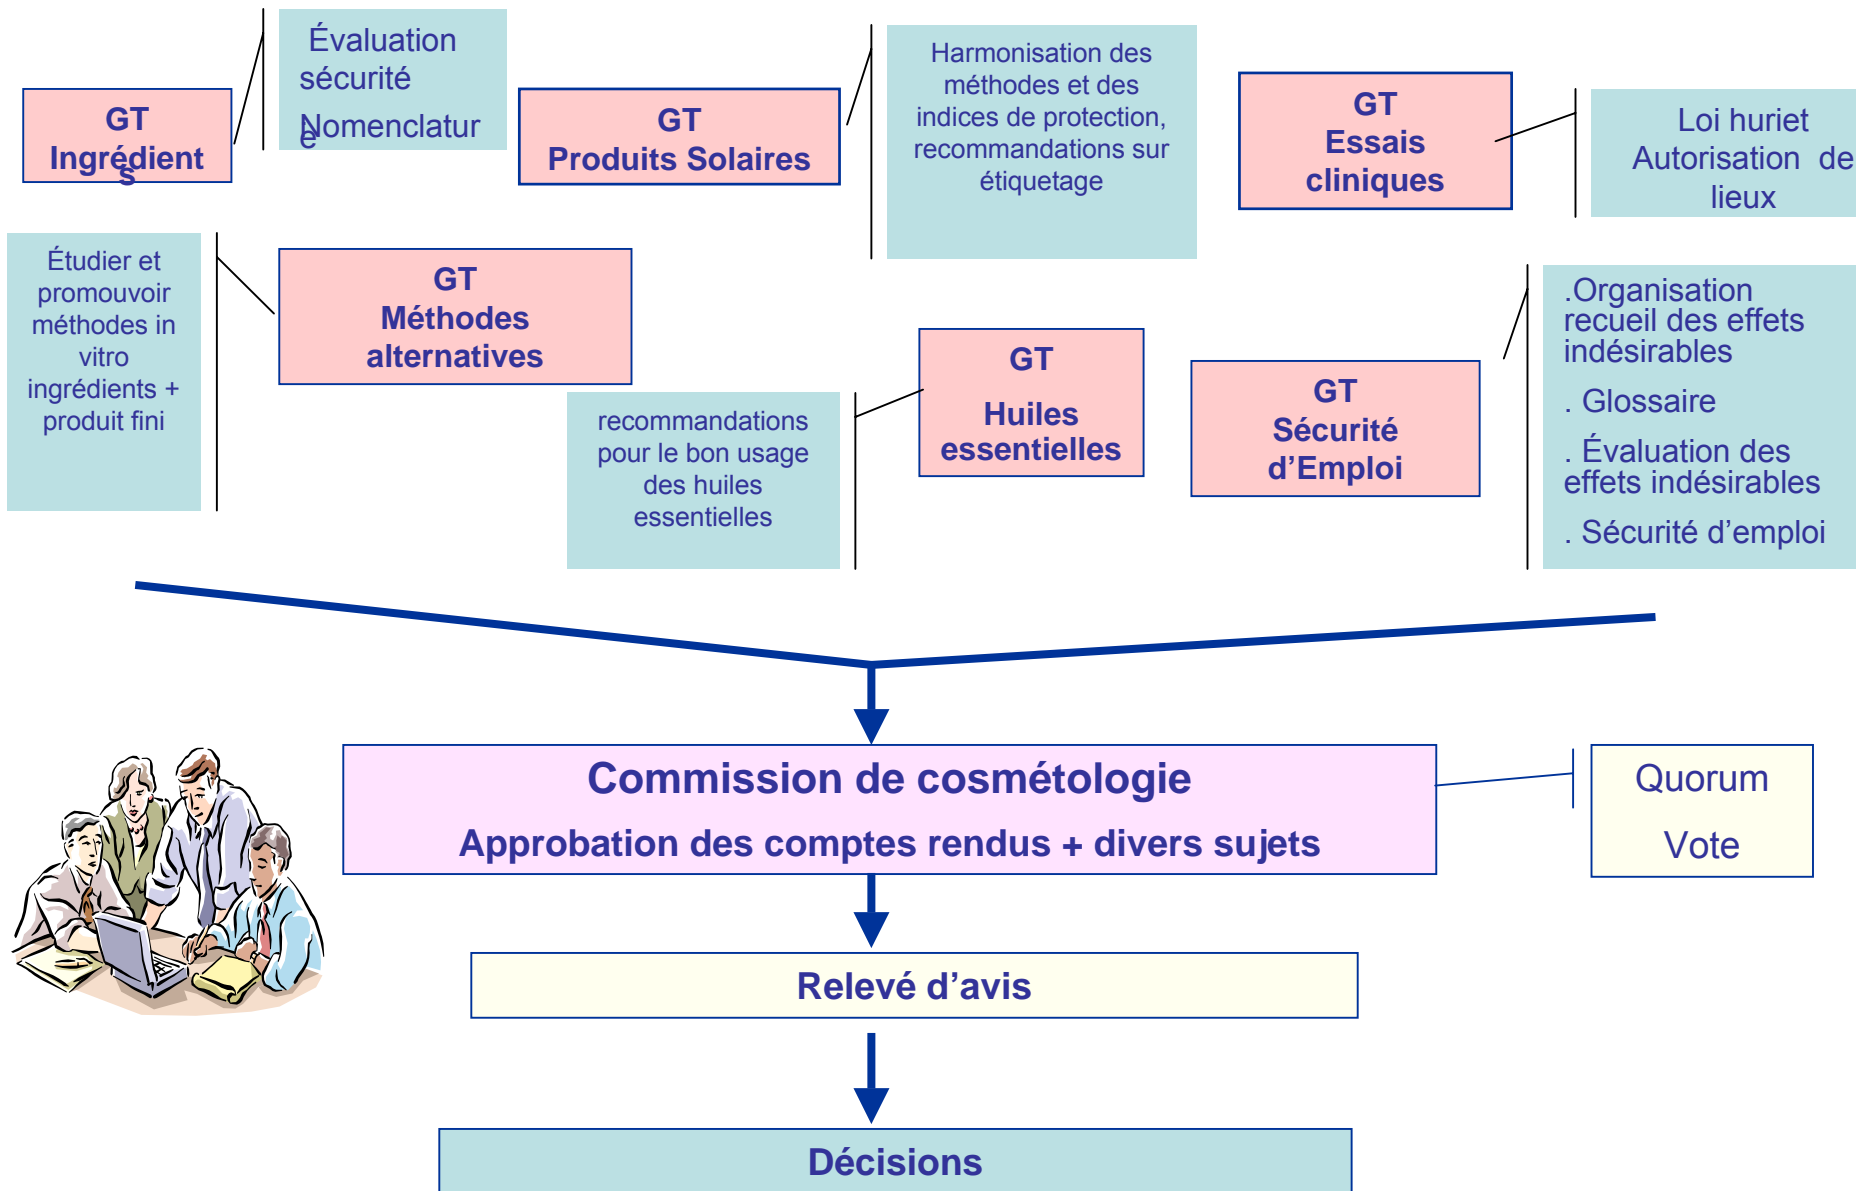 GT
Ingrédients
Évaluation
sécurité
Nomenclature
GT
Produits Solaires
Harmonisation des
méthodes et des
indices de protection,
recommandations sur
étiquetage
GT
Essais
cliniques
Loi huriet
Autorisation de
lieux
Étudier et
promouvoir
méthodes in
vitro
ingrédients +
produit fini
GT
Méthodes
alternatives
recommandations
pour le bon usage
des huiles
essentielles
GT
Huiles
essentielles
GT
Sécurité
d’Emploi
.Organisation
recueil des effets
indésirables
. Glossaire
. Évaluation des
effets indésirables
. Sécurité d’emploi
Commission de cosmétologie
Approbation des comptes rendus + divers sujets
Quorum
Vote
Relevé d’avis
Décisions